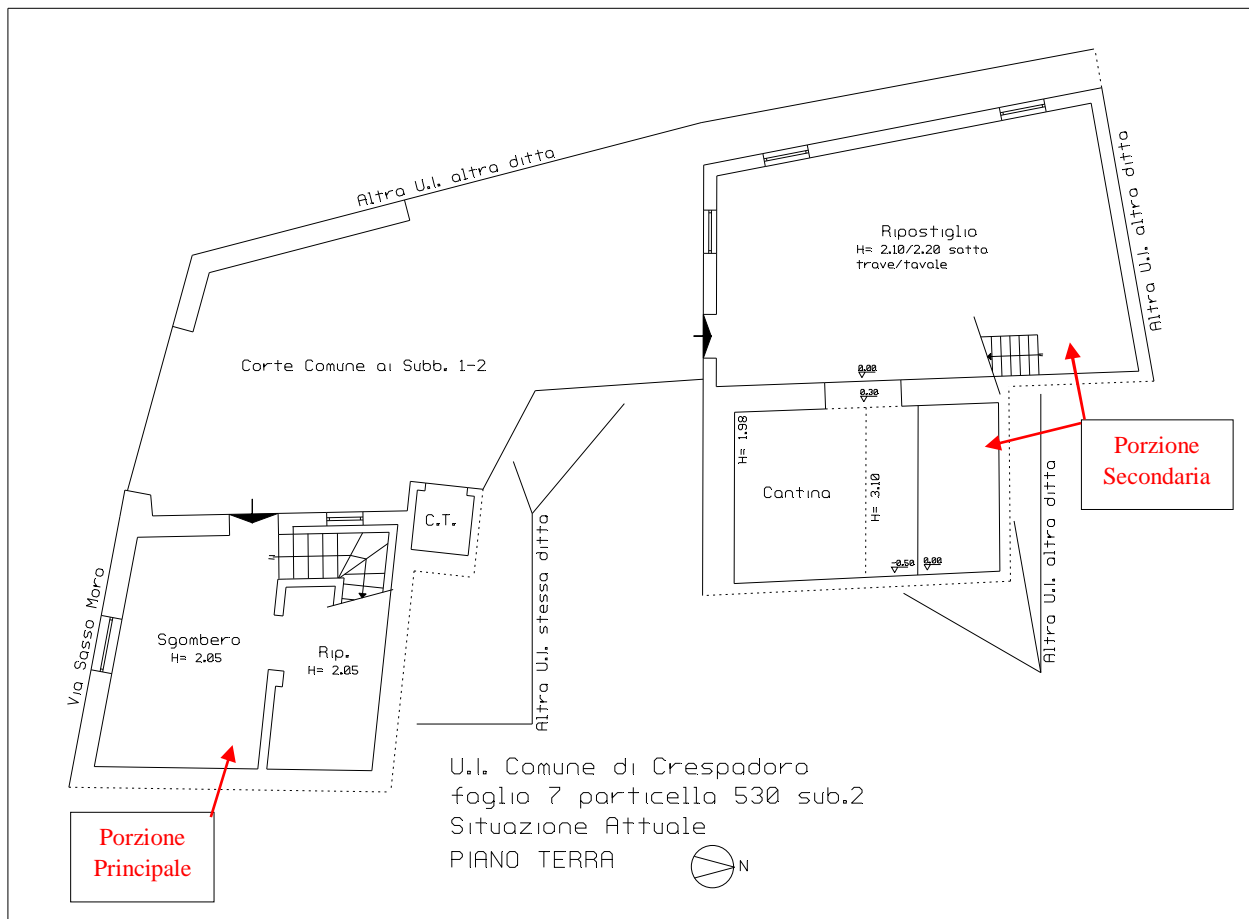 Altra U.I. altra ditta
Altra U.I. altra ditta
Ripostiglia
H= 2.10/2.20 satta
trave/tavale
Corte Comune ai Subb. 1-2
0.00
0.30
H= 1.98
Cantina
H= 3.10
-0.50
0.00
Porzione
Secondaria
C.T.
Via Sasso Moro
Sgombero
H= 2.05
Rip.
H= 2.05
Altra U.I. stessa ditta
Altra U.I. altra ditta
Porzione
Principale
U.I. Comune di Crespadoro
foglio 7 particella 530 sub.2
Situazione Attuale
PIANO TERRA
N